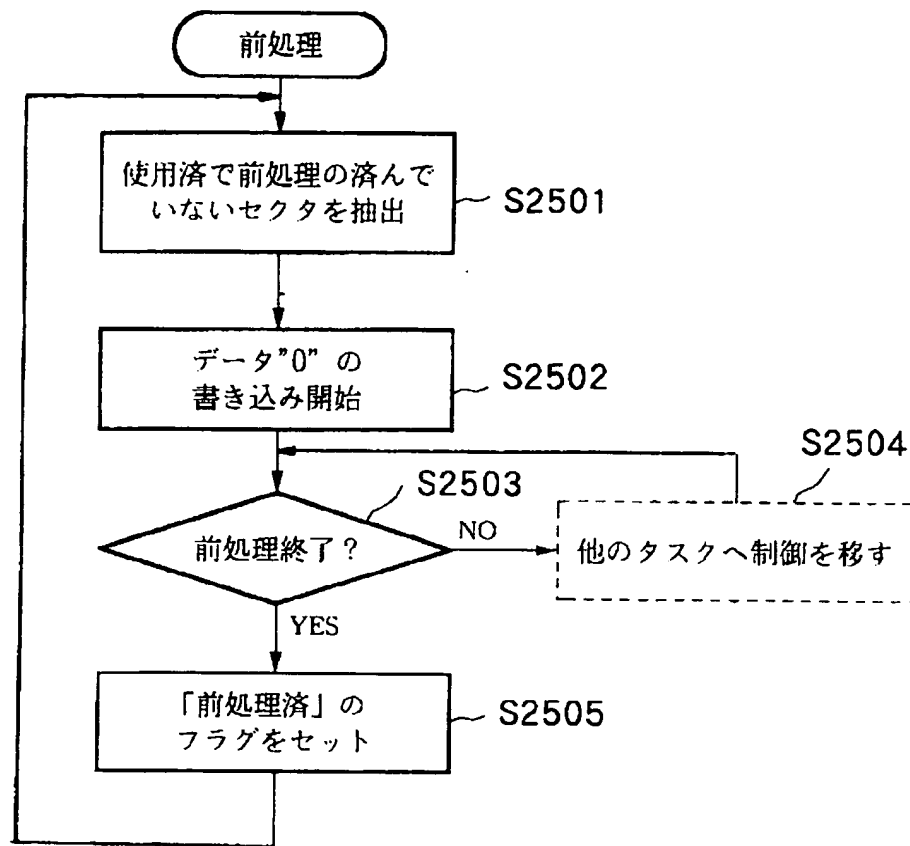 前処理
使用済で前処理の済んで
いないセクタを抽出
S2501
データ”0” の
書き込み開始
S2502
S2504
S2503
前処理終了？
NO
他のタスクへ制御を移す
YES
「前処理済」の
フラグをセット
S2505